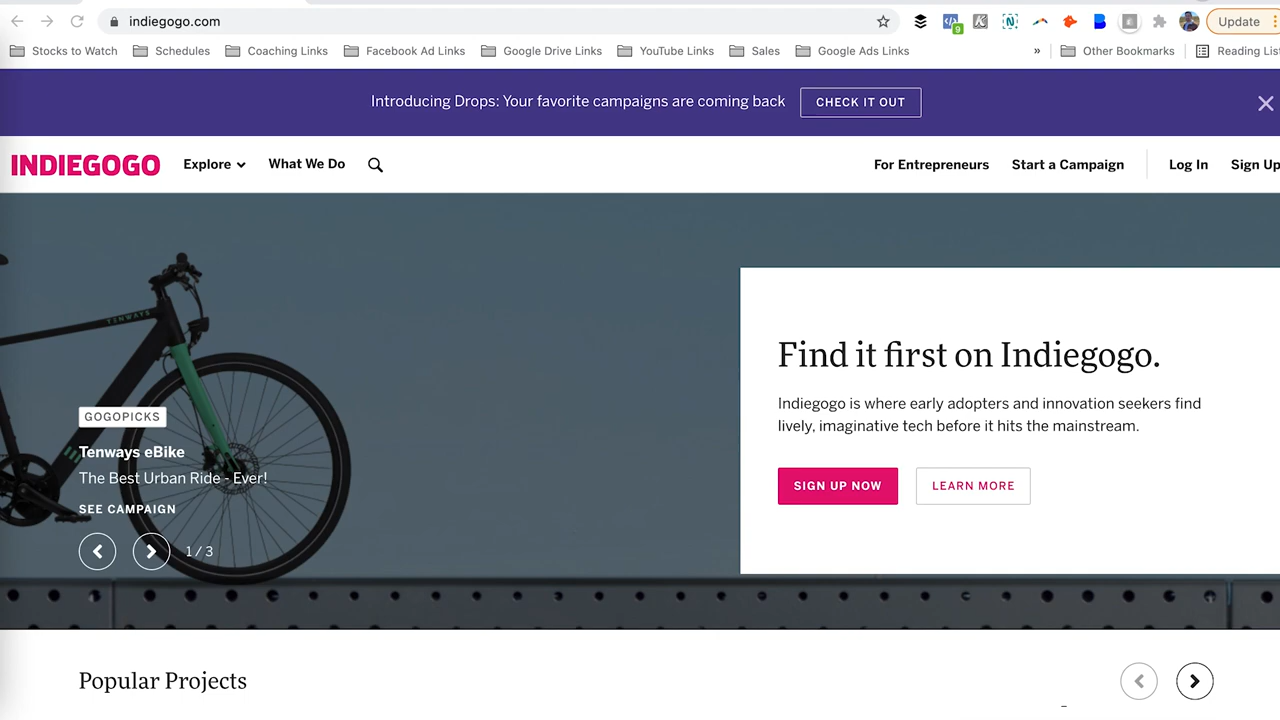 indiegogo.com
Update
9
Stocks to Watch
Schedules
Coaching Links
Facebook Ad Links
Google Drive Links
YouTube Links
Sales
Google Ads Links
»
Other Bookmarks
Reading List
Introducing Drops: Your favorite campaigns are coming back
CHECK IT OUT
INDIEGOGO
Explore
What We Do
For Entrepreneurs
Start a Campaign
Log In
Sign Up
TENWAYS
Find it first on Indiegogo.
Indiegogo is where early adopters and innovation seekers find
lively, imaginative tech before it hits the mainstream.
SIGN UP NOW
LEARN MORE
GOGOPICKS
Tenways eBike
The Best Urban Ride - Ever!
SEE CAMPAIGN
1 / 3
Popular Projects